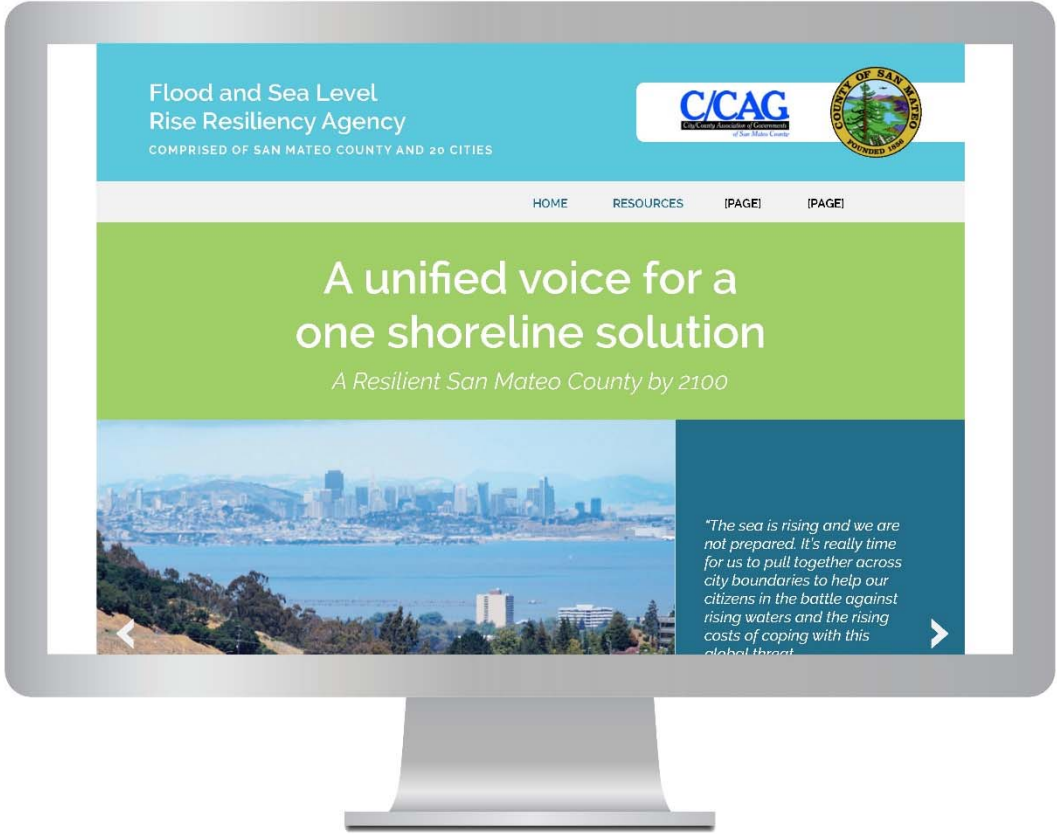 Flood and Sea Level
Rise Resiliency Agency
COMPRISED OF SAN MATEO COUNTY AND 20 CITIES
C/CAG
City/County Association of Governments
of San Mateo County
COUNTY OF SAN MATEO
FOUNDED 1856
HOME RESOURCES [PAGE] [PAGE]
A unified voice for a
one shoreline solution
A Resilient San Mateo County by 2100
"The sea is rising and we are
not prepared. It's really time
for us to pull together across
city boundaries to help our
citizens in the battle against
rising waters and the rising
costs of coping with this
global threat